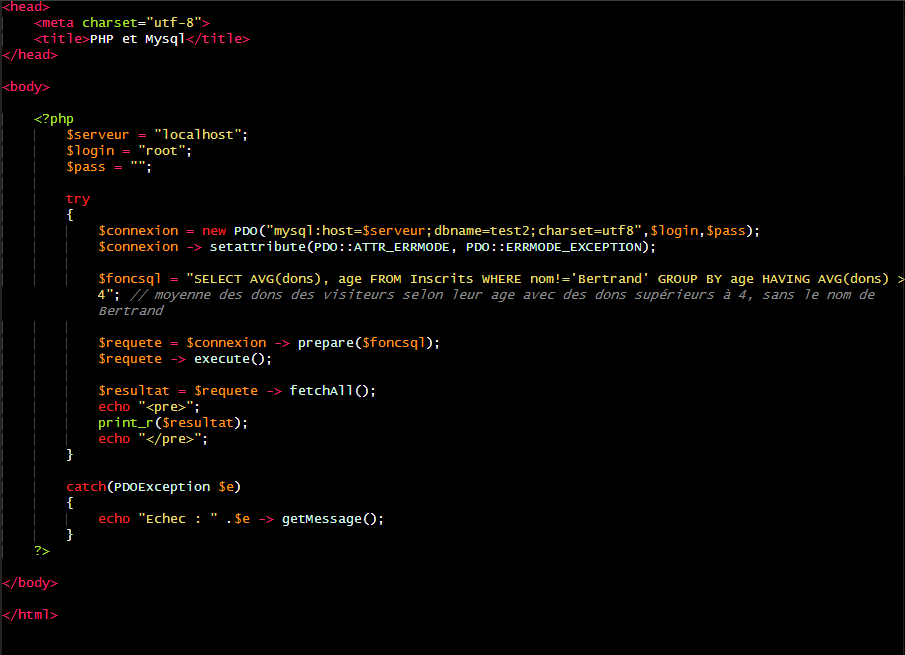 <head>
<meta charset="utf-8">
<title>PHP et Mysql</title>
</head>
<body>
<?php
$serveur = "localhost";
$login = "root";
$pass = "";
try
{
$connexion = new PDO("mysql:host=$serveur;dbname=test2;charset=utf8",$login,$pass);
$connexion -> setattribute(PDO::ATTR_ERRMODE, PDO::ERRMODE_EXCEPTION);
$foncsql = "SELECT AVG(dons), age FROM Inscrits WHERE nom!='Bertrand' GROUP BY age HAVING AVG(dons) >
4"; // moyenne des dons des visiteurs selon leur age avec des dons supérieurs à 4, sans le nom de
Bertrand
$requete = $connexion -> prepare($foncsql);
$requete -> execute();
$resultat = $requete -> fetchAll();
echo "<pre>";
print_r($resultat);
echo "</pre>";
}
catch(PDOException $e)
{
echo "Echec : " .$e -> getMessage();
}
?>
</body>
</html>